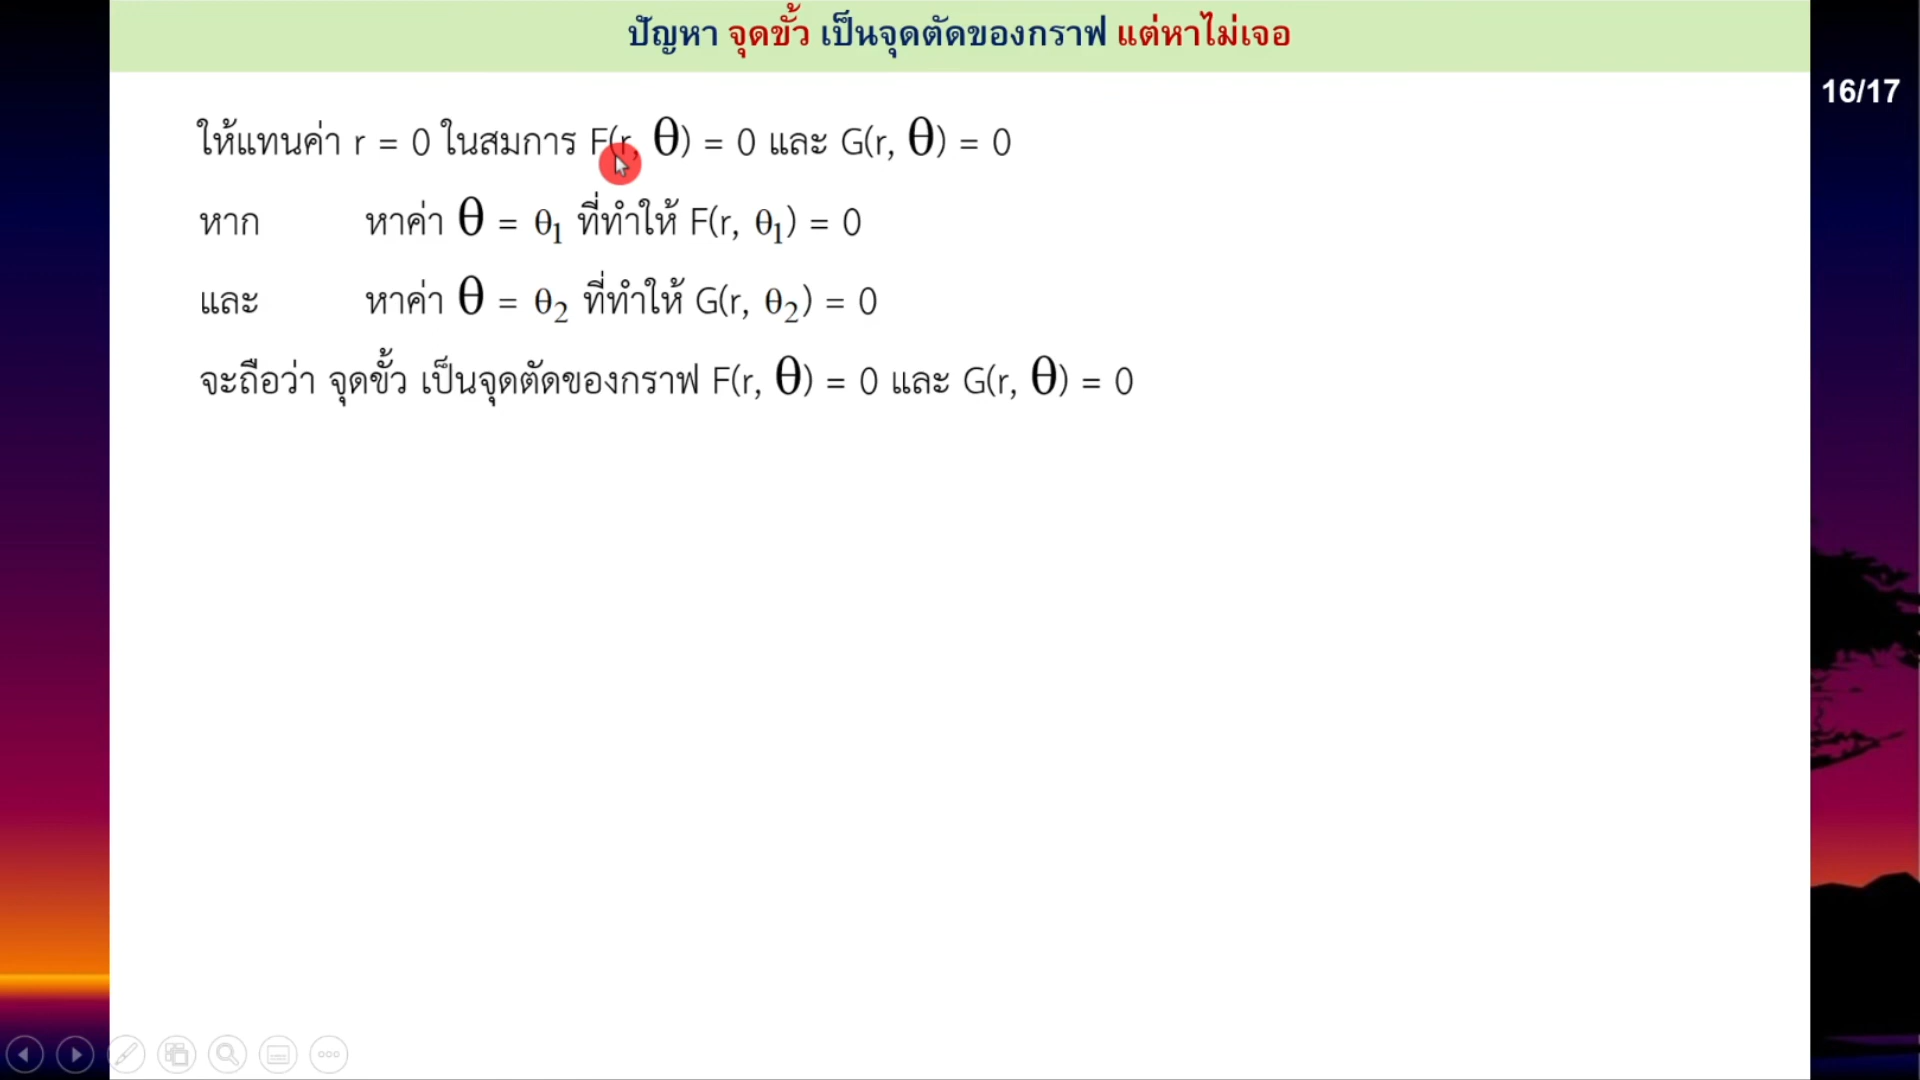 ปัญหา จุดขั้ว เป็นจุดตัดของกราฟ แต่หาไม่เจอ
16/17
ให้แทนค่า r = 0 ในสมการ F(r, θ) = 0 และ G(r, θ) = 0
หาก หาค่า θ = θ₁ ที่ทำให้ F(r, θ₁) = 0
และ หาค่า θ = θ₂ ที่ทำให้ G(r, θ₂) = 0
จะถือว่า จุดขั้ว เป็นจุดตัดของกราฟ F(r, θ) = 0 และ G(r, θ) = 0